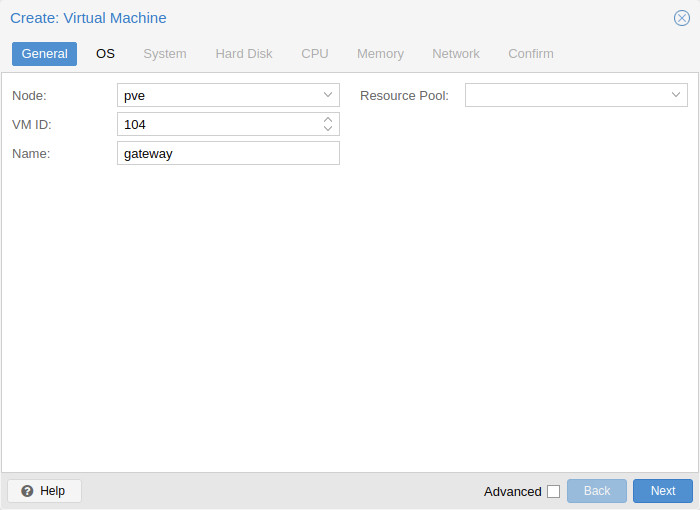 Create: Virtual Machine
General OS System Hard Disk CPU Memory Network Confirm
Node: pve Resource Pool:
VM ID: 104
Name: gateway
Help Advanced Back Next